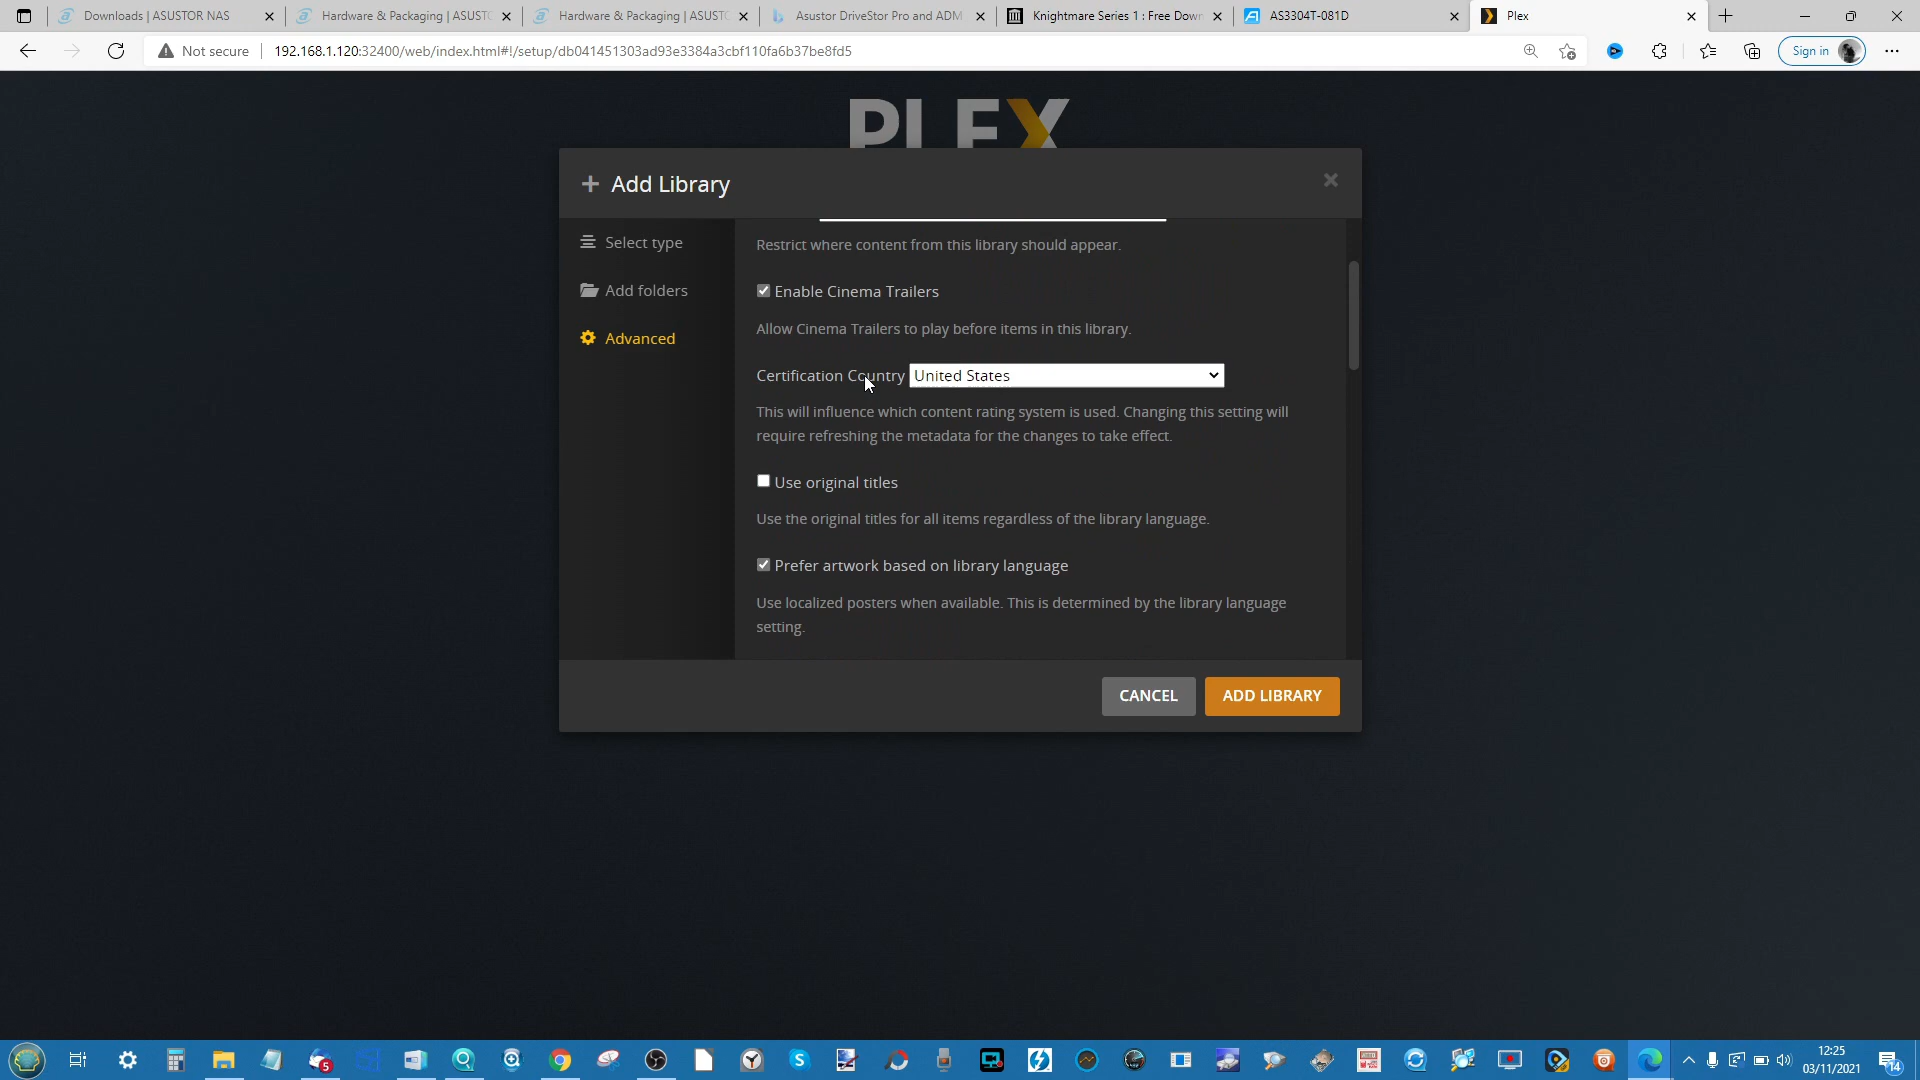 Downloads | ASUSTOR NAS
Hardware & Packaging | ASUSTO
Hardware & Packaging | ASUSTO
Asustor DriveStor Pro and ADM
Knightmare Series 1 : Free Down
AS3304T-081D
Plex
Not secure
192.168.1.120:32400/web/index.html#!/setup/db041451303ad93e3384a3cbf110fa6b37be8fd5
Sign in
PLEX
Add Library
Select type
Add folders
Advanced
Restrict where content from this library should appear.
Enable Cinema Trailers
Allow Cinema Trailers to play before items in this library.
Certification Country
United States
This will influence which content rating system is used. Changing this setting will
require refreshing the metadata for the changes to take effect.
Use original titles
Use the original titles for all items regardless of the library language.
Prefer artwork based on library language
Use localized posters when available. This is determined by the library language
setting.
CANCEL
ADD LIBRARY
5
12:25
03/11/2021
14